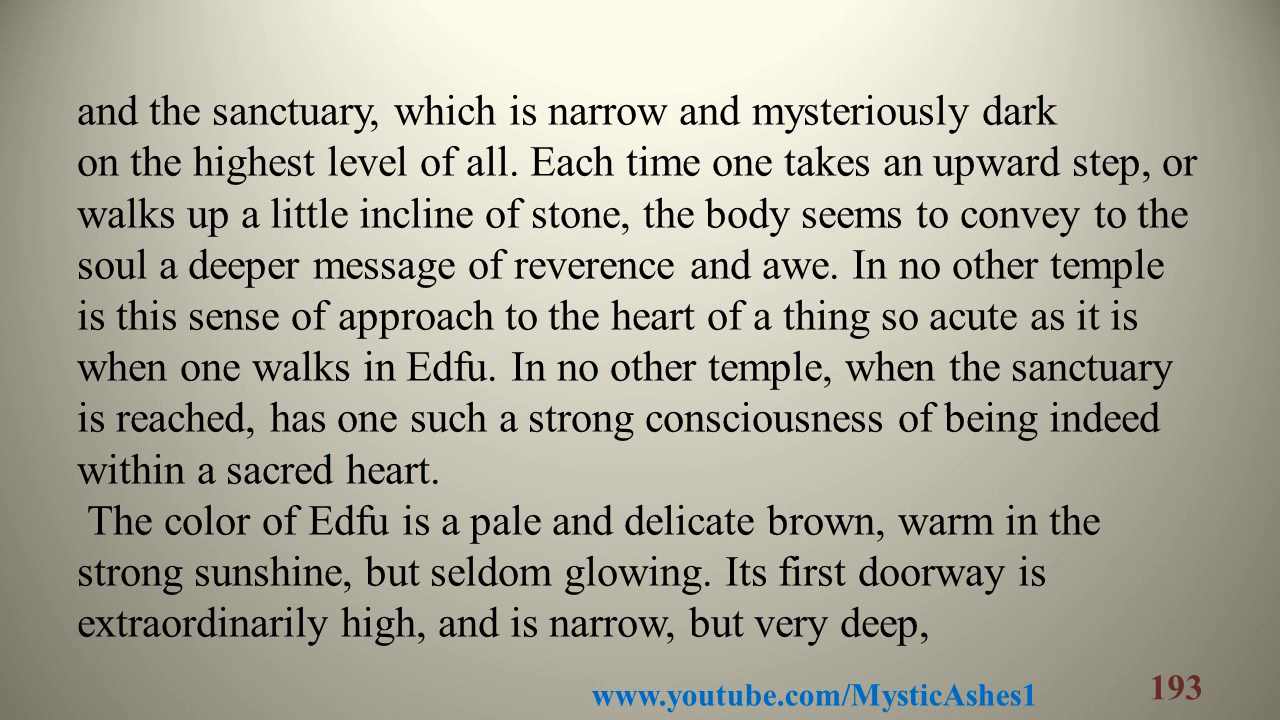 and the sanctuary, which is narrow and mysteriously dark
on the highest level of all. Each time one takes an upward step, or
walks up a little incline of stone, the body seems to convey to the
soul a deeper message of reverence and awe. In no other temple
is this sense of approach to the heart of a thing so acute as it is
when one walks in Edfu. In no other temple, when the sanctuary
is reached, has one such a strong consciousness of being indeed
within a sacred heart.
The color of Edfu is a pale and delicate brown, warm in the
strong sunshine, but seldom glowing. Its first doorway is
extraordinarily high, and is narrow, but very deep,
www.youtube.com/MysticAshes1
193